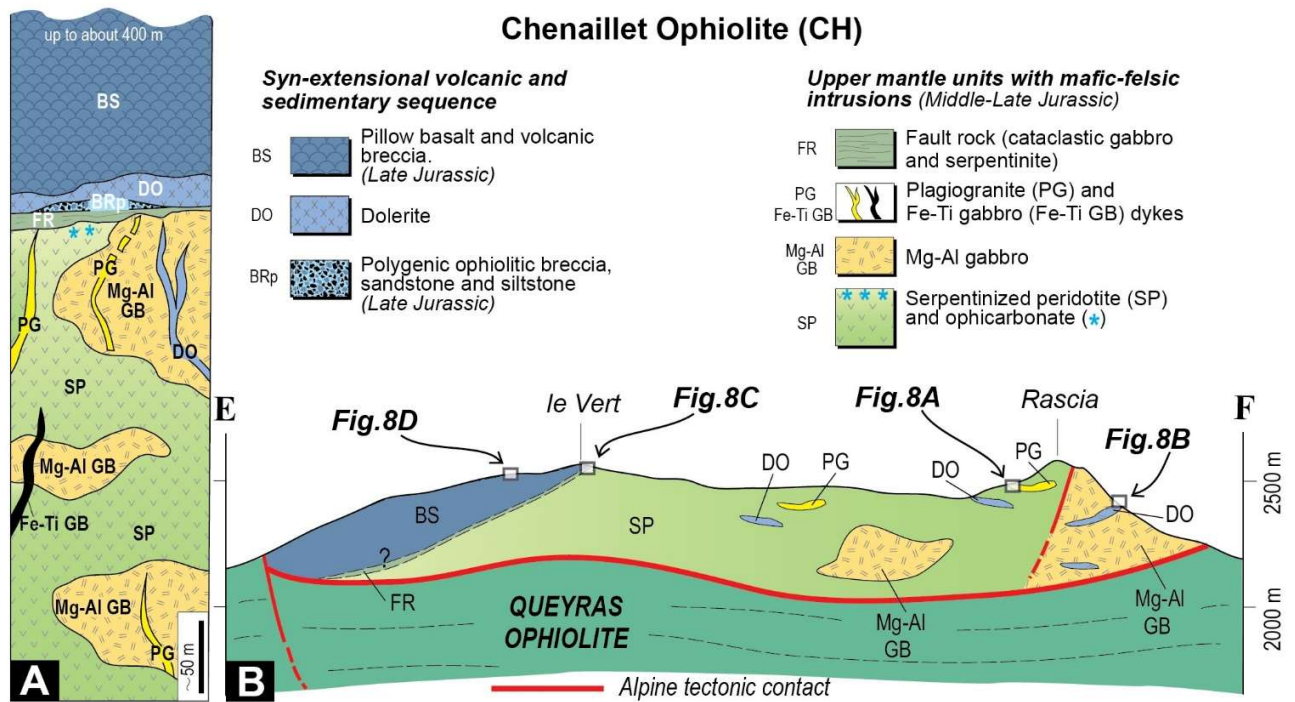 Chenaillet Ophiolite (CH)
up to about 400 m
BS
DO
BRp
FR
PG
Mg-Al
GB
PG
DO
SP
Mg-Al GB
Fe-Ti GB
SP
Mg-Al GB
PG
~50 m
A
Syn-extensional volcanic and
sedimentary sequence
BS
Pillow basalt and volcanic
breccia.
(Late Jurassic)
DO
Dolerite
BRp
Polygenic ophiolitic breccia,
sandstone and siltstone
(Late Jurassic)
Upper mantle units with mafic-felsic
intrusions (Middle-Late Jurassic)
FR
Fault rock (cataclastic gabbro
and serpentinite)
PG
Fe-Ti GB
Plagiogranite (PG) and
Fe-Ti gabbro (Fe-Ti GB) dykes
Mg-Al
GB
Mg-Al gabbro
SP
Serpentinized peridotite (SP)
and ophicarbonate (*)
E
F
Fig.8D
le Vert
Fig.8C
Fig.8A
Rascia
Fig.8B
DO
PG
DO
PG
DO
BS
SP
?
FR
QUEYRAS
OPHIOLITE
Mg-Al
GB
Mg-Al
GB
2500 m
2000 m
B
Alpine tectonic contact